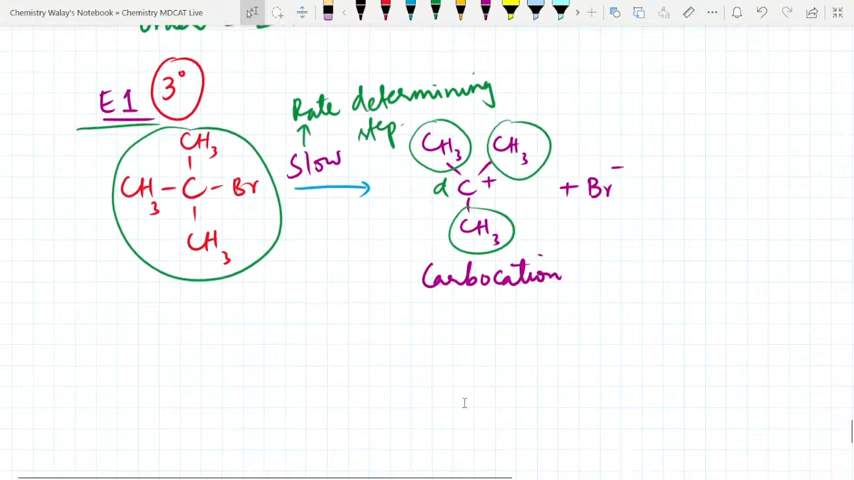 Chemistry Walay's Notebook » Chemistry MDCAT Live
E1 3°
Rate determining
step.
Slow
CH3
CH3 - C - Br
CH3
CH3 CH3
α C+ + Br-
CH3
Carbocation